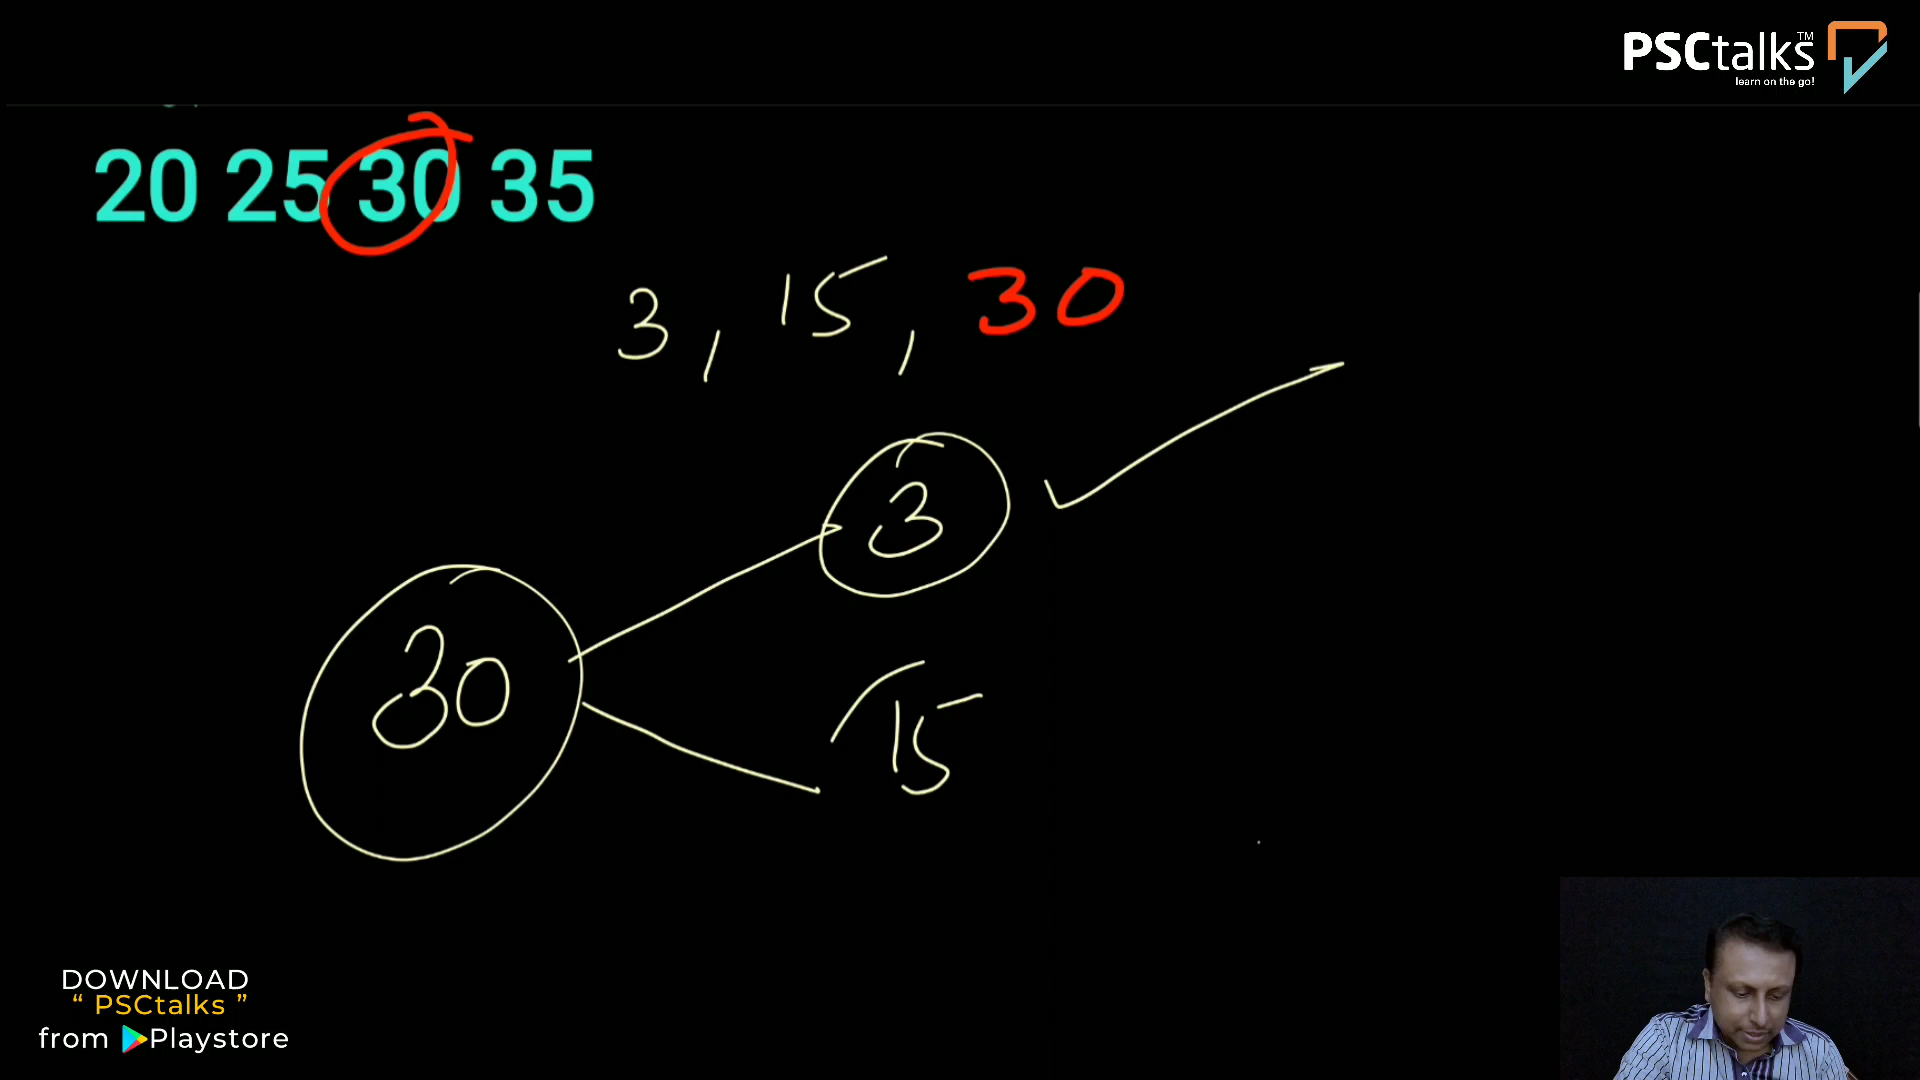 PSCtalks™
learn on the go!
20 25 30 35
3, 15, 30
3
30
15
DOWNLOAD
“ PSCtalks ”
from Playstore